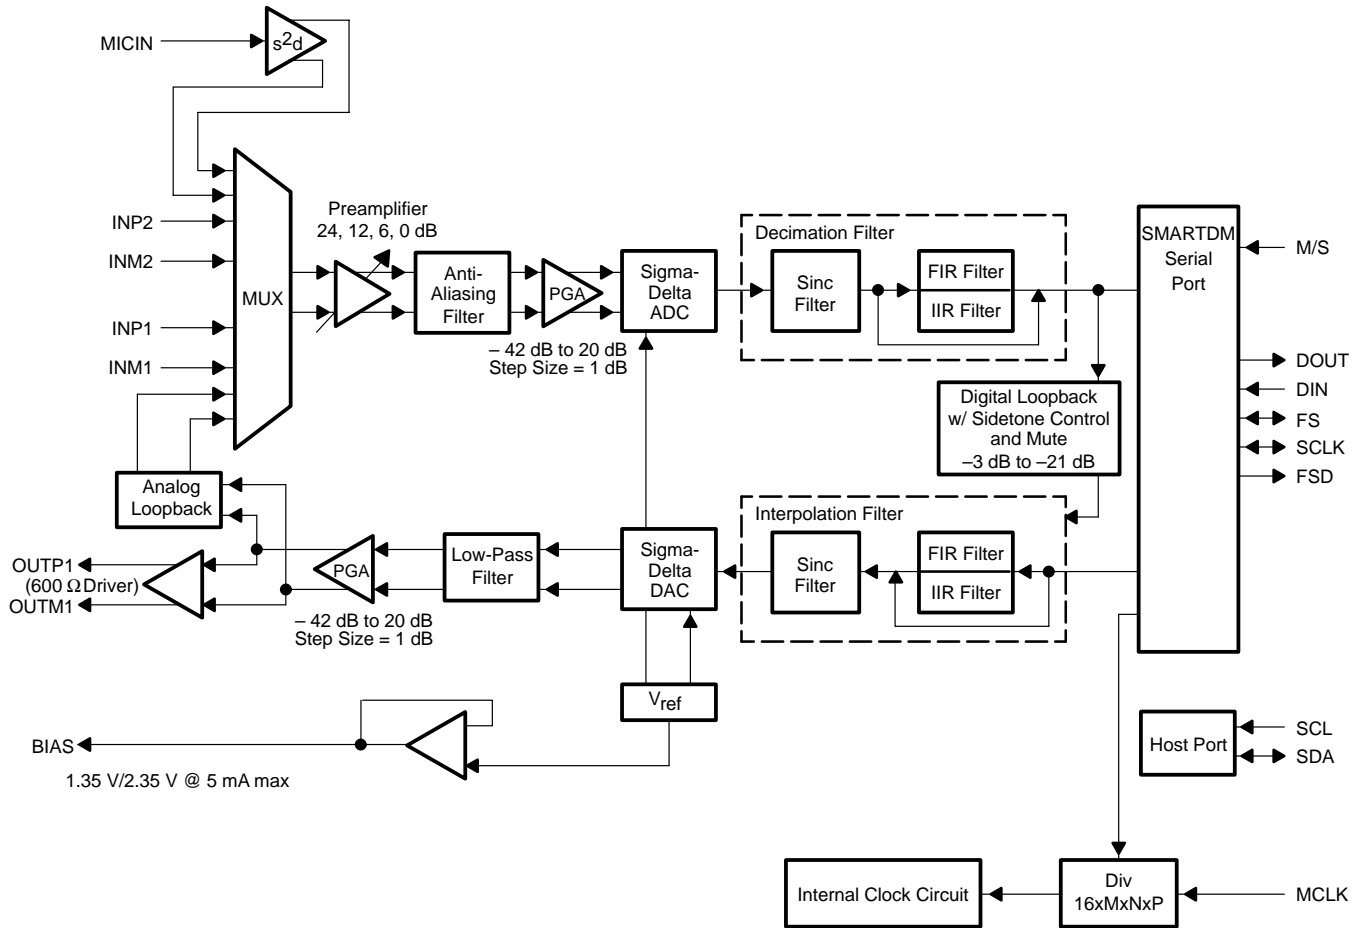 MICIN
s2d
INP2
INM2
INP1
INM1
MUX
Preamplifier
24, 12, 6, 0 dB
Anti-
Aliasing
Filter
PGA
– 42 dB to 20 dB
Step Size = 1 dB
Sigma-
Delta
ADC
Decimation Filter
Sinc
Filter
FIR Filter
IIR Filter
SMARTDM
Serial
Port
M/S
DOUT
DIN
FS
SCLK
FSD
Digital Loopback
w/ Sidetone Control
and Mute
–3 dB to –21 dB
Analog
Loopback
OUTP1
(600 Ω Driver)
OUTM1
PGA
– 42 dB to 20 dB
Step Size = 1 dB
Low-Pass
Filter
Sigma-
Delta
DAC
Interpolation Filter
Sinc
Filter
FIR Filter
IIR Filter
Vref
BIAS
1.35 V/2.35 V @ 5 mA max
Host Port
SCL
SDA
Internal Clock Circuit
Div
16xMxNxP
MCLK